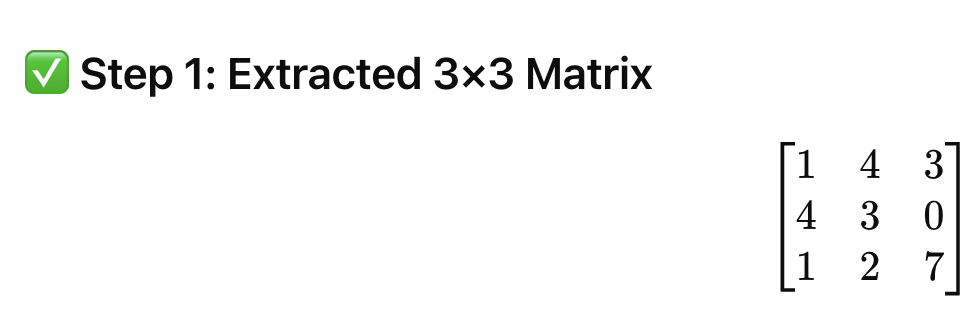 ✅ Step 1: Extracted 3×3 Matrix
1 4 3
4 3 0
1 2 7